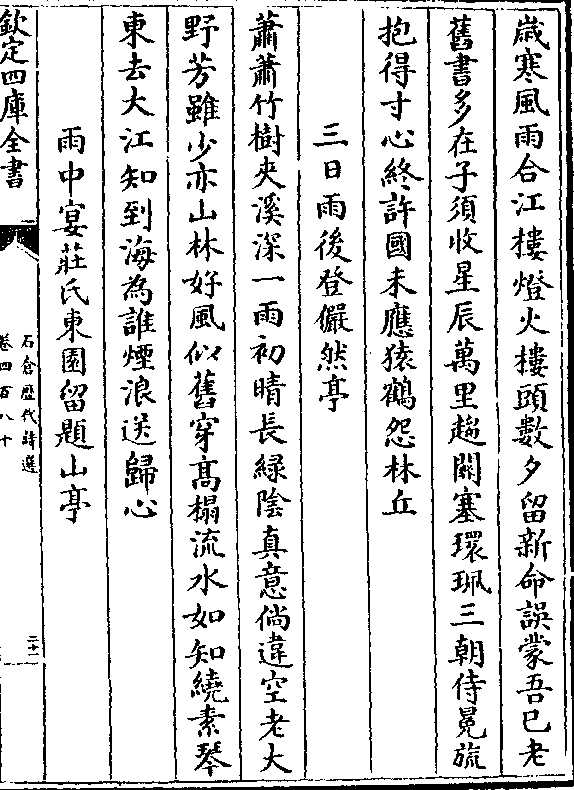 歲寒風雨合江樓燈火樓頭數夕留新命誤蒙吾已老
舊書多在子須收星辰萬里趨關塞環珮三朝侍冕旒
抱得寸心終許國未應猿鶴怨林丘
三日雨後登儼然亭
蕭蕭竹樹夾溪深一雨初晴長緑陰真意倘違空老大
野芳雖少亦山林好風似舊穿髙榻流水如知繞素琴
東去大江知到海為誰煙浪送歸心
雨中宴莊氏東園留題山亭
欽定四庫全書
石倉歴代詩選
卷四百八十
二十一